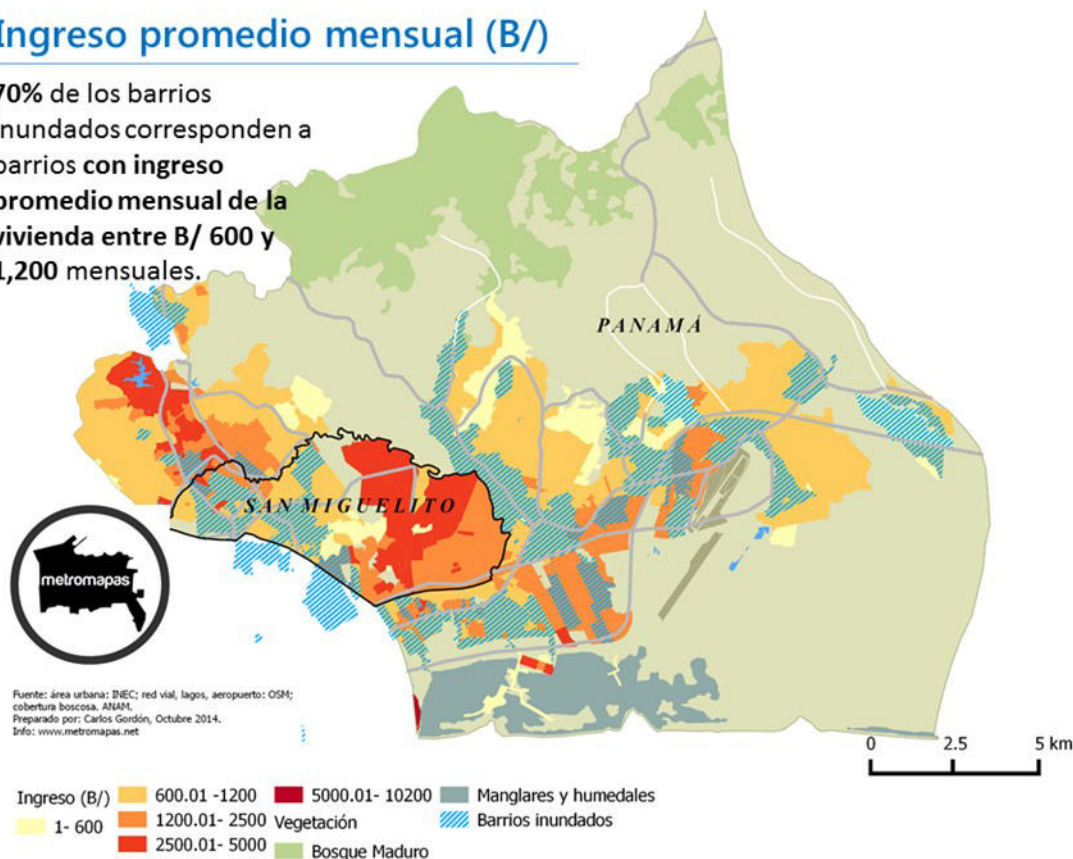 Ingreso promedio mensual (B/)
70% de los barrios
inundados corresponden a
barrios con ingreso
promedio mensual de la
vivienda entre B/ 600 y
1,200 mensuales.
PANAMÁ
SAN MIGUELITO
metromapas
Fuente: área urbana: INEC; red vial, lagos, aeropuerto: OSM;
cobertura boscosa. ANAM.
Preparado por: Carlos Gordón, Octubre 2014.
Info: www.metromapas.net
0 2.5 5 km
Ingreso (B/)
1- 600
600.01 -1200
1200.01- 2500
2500.01- 5000
5000.01- 10200
Vegetación
Bosque Maduro
Manglares y humedales
Barrios inundados